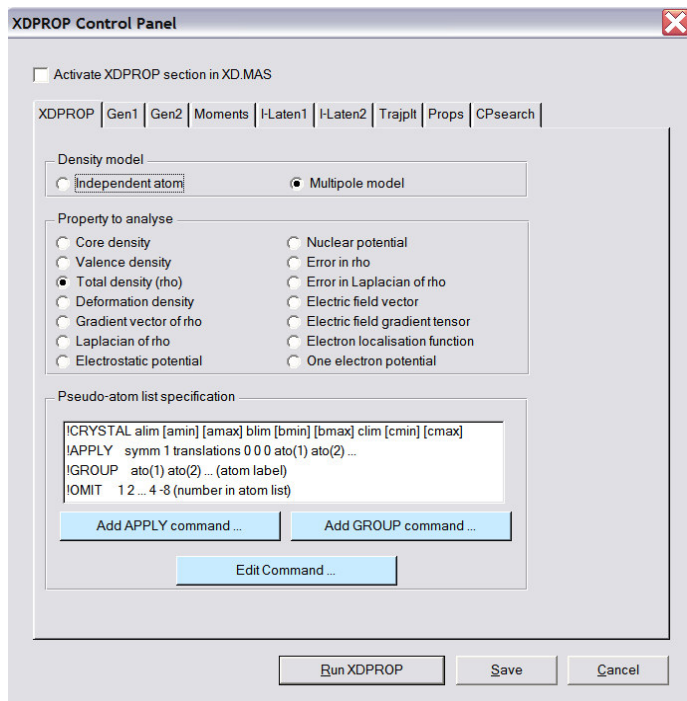 XDPROP Control Panel
Activate XDPROP section in XD.MAS
XDPROP Gen1 Gen2 Moments I-Laten1 I-Laten2 Trajplt Props CPsearch
Density model
Independent atom Multipole model
Property to analyse
Core density Nuclear potential
Valence density Error in rho
Total density (rho) Error in Laplacian of rho
Deformation density Electric field vector
Gradient vector of rho Electric field gradient tensor
Laplacian of rho Electron localisation function
Electrostatic potential One electron potential
Pseudo-atom list specification
!CRYSTAL alim [amin] [amax] blim [bmin] [bmax] clim [cmin] [cmax]
!APPLY symm 1 translations 0 0 0 ato(1) ato(2) ...
!GROUP ato(1) ato(2) ... (atom label)
!OMIT 1 2 ... 4 -8 (number in atom list)
Add APPLY command ... Add GROUP command ...
Edit Command ...
Run XDPROP Save Cancel